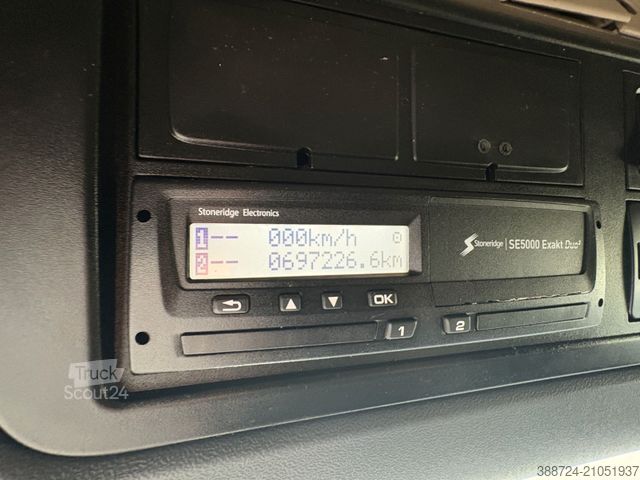 Stoneridge Electronics
1-- 000km/h
2-- 0697226.6km
Stoneridge | SE5000 Exakt Duo²
OK
1 2
Truck
Scout24
388724-21051937